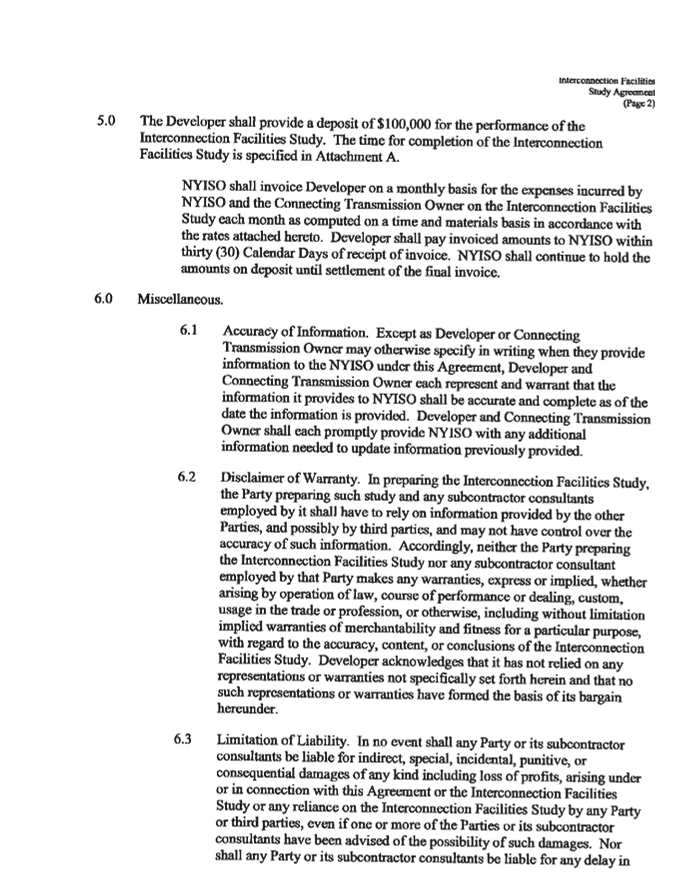 Interconnection Facilities
Study Agreement
(Page 2)
5.0 The Developer shall provide a deposit of $100,000 for the performance of the
Interconnection Facilities Study. The time for completion of the Interconnection
Facilities Study is specified in Attachment A.
NYISO shall invoice Developer on a monthly basis for the expenses incurred by
NYISO and the Connecting Transmission Owner on the Interconnection Facilities
Study each month as computed on a time and materials basis in accordance with
the rates attached hereto. Developer shall pay invoiced amounts to NYISO within
thirty (30) Calendar Days of receipt of invoice. NYISO shall continue to hold the
amounts on deposit until settlement of the final invoice.
6.0 Miscellaneous.
6.1 Accuracy of Information. Except as Developer or Connecting
Transmission Owner may otherwise specify in writing when they provide
information to the NYISO under this Agreement, Developer and
Connecting Transmission Owner each represent and warrant that the
information it provides to NYISO shall be accurate and complete as of the
date the information is provided. Developer and Connecting Transmission
Owner shall each promptly provide NYISO with any additional
information needed to update information previously provided.
6.2 Disclaimer of Warranty. In preparing the Interconnection Facilities Study,
the Party preparing such study and any subcontractor consultants
employed by it shall have to rely on information provided by the other
Parties, and possibly by third parties, and may not have control over the
accuracy of such information. Accordingly, neither the Party preparing
the Interconnection Facilities Study nor any subcontractor consultant
employed by that Party makes any warranties, express or implied, whether
arising by operation of law, course of performance or dealing, custom,
usage in the trade or profession, or otherwise, including without limitation
implied warranties of merchantability and fitness for a particular purpose,
with regard to the accuracy, content, or conclusions of the Interconnection
Facilities Study. Developer acknowledges that it has not relied on any
representations or warranties not specifically set forth herein and that no
such representations or warranties have formed the basis of its bargain
hereunder.
6.3 Limitation of Liability. In no event shall any Party or its subcontractor
consultants be liable for indirect, special, incidental, punitive, or
consequential damages of any kind including loss of profits, arising under
or in connection with this Agreement or the Interconnection Facilities
Study or any reliance on the Interconnection Facilities Study by any Party
or third parties, even if one or more of the Parties or its subcontractor
consultants have been advised of the possibility of such damages. Nor
shall any Party or its subcontractor consultants be liable for any delay in